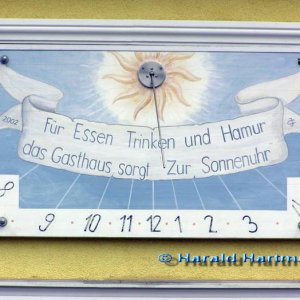 2002
Für Essen Trinken und Hamur
das Gasthaus sorgt Zur Sonnenuhr
8
9 · 10 · 11 · 12 · 1 · 2 · 3
© Harald Hartm